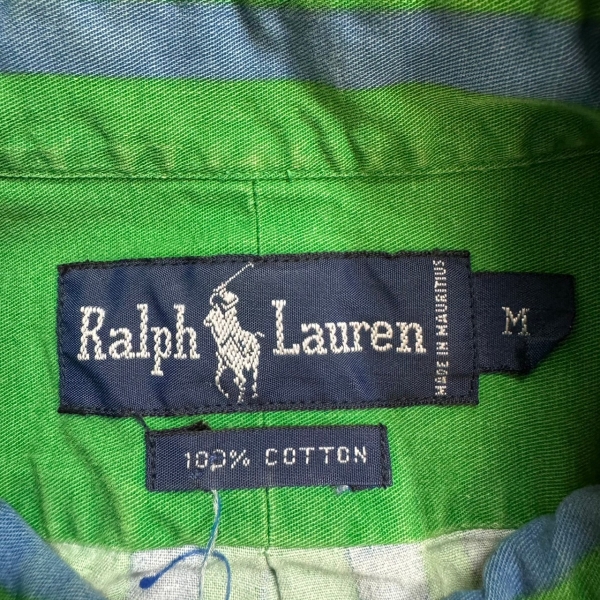 Ralph Lauren
MADE IN MAURITIUS
M
100% COTTON